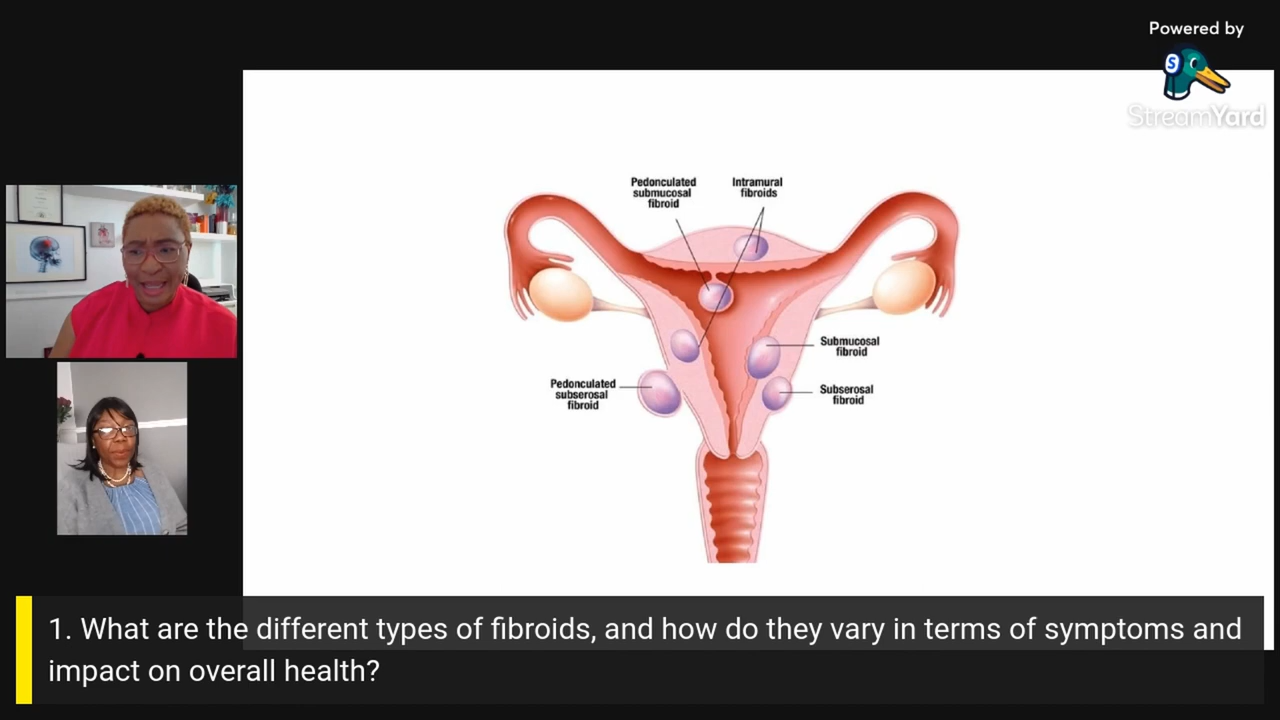 Powered by
StreamYard
Pedonculated
submucosal
fibroid
Intramural
fibroids
Submucosal
fibroid
Pedonculated
subserosal
fibroid
Subserosal
fibroid
1. What are the different types of fibroids, and how do they vary in terms of symptoms and
impact on overall health?